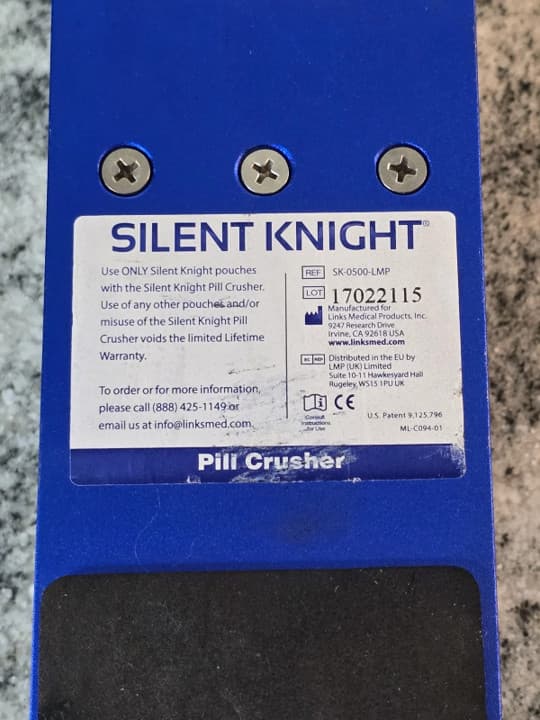 SILENT KNIGHT®
Use ONLY Silent Knight pouches
with the Silent Knight Pill Crusher.
Use of any other pouches and/or
misuse of the Silent Knight Pill
Crusher voids the limited Lifetime
Warranty.
To order or for more information,
please call (888) 425-1149 or
email us at info@linksmed.com.
REF SK-0500-LMP
LOT 17022115
Manufactured for
Links Medical Products, Inc.
9247 Research Drive
Irvine, CA 92618 USA
www.linksmed.com
EC REP Distributed in the EU by
LMP (UK) Limited
Suite 10-11 Hawkesyard Hall
Rugeley, WS15 1PU UK
i CE
Consult
Instructions
for Use
U.S. Patent 9,125,796
ML-C094-01
Pill Crusher